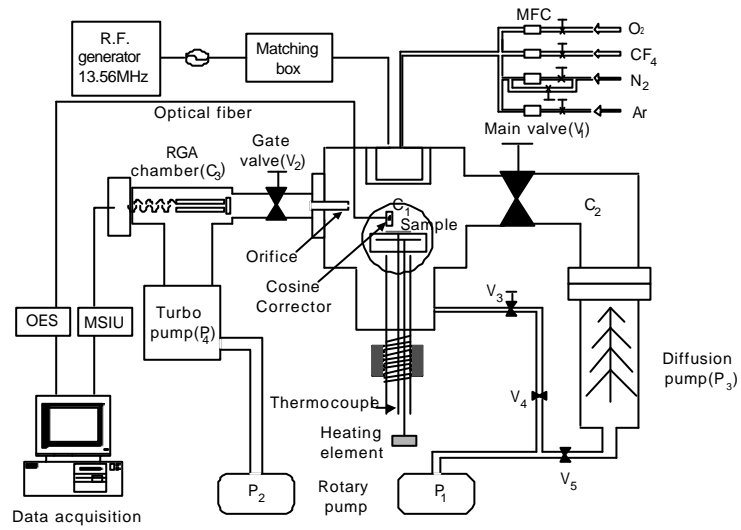 R.F.
generator
13.56MHz
Matching
box
MFC
O2
CF4
N2
Ar
Optical fiber
Main valve(V1)
Gate
valve(V2)
RGA
chamber(C3)
C1
Sample
C2
Orifice
Cosine
Corrector
V3
OES
MSIU
Turbo
pump(P4)
Diffusion
pump(P3)
V4
Thermocoupe
Heating
element
V5
P2
Rotary
pump
P1
Data acquisition